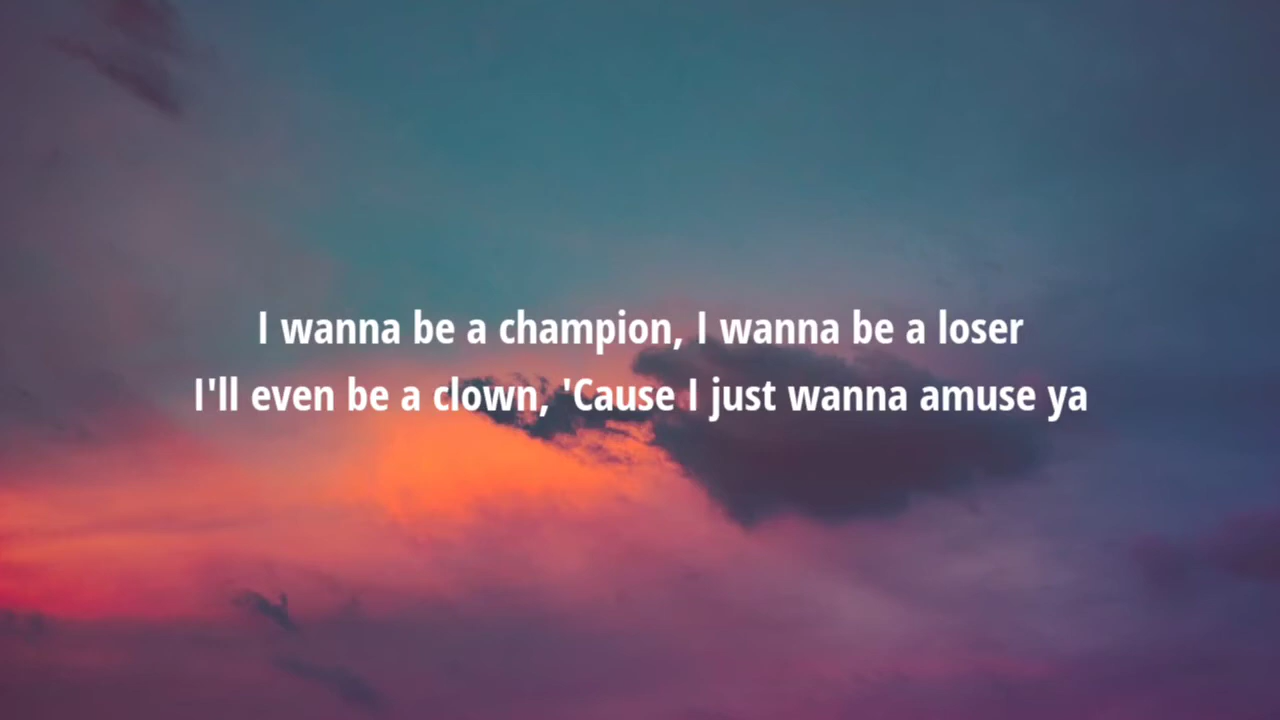 I wanna be a champion, I wanna be a loser
I'll even be a clown, 'Cause I just wanna amuse ya